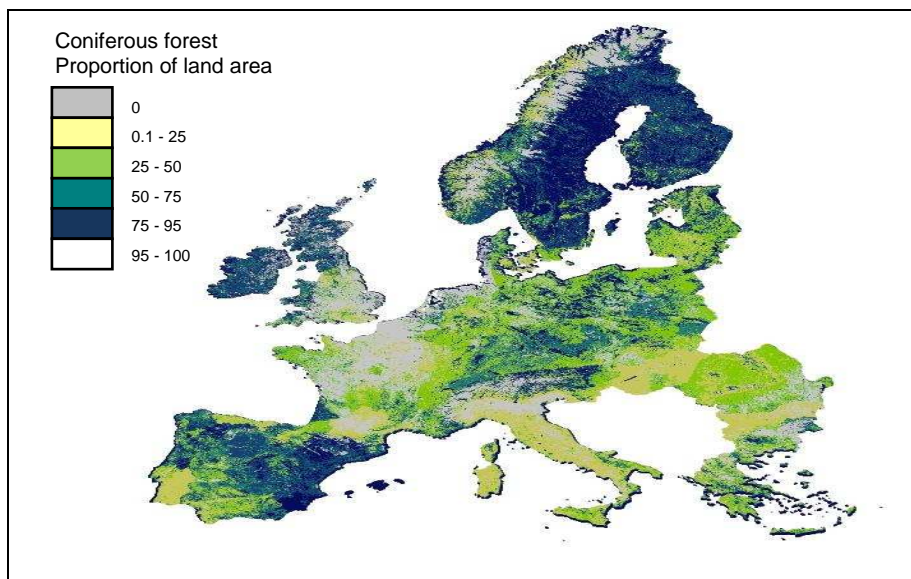 Coniferous forest
Proportion of land area
0
0.1 - 25
25 - 50
50 - 75
75 - 95
95 - 100